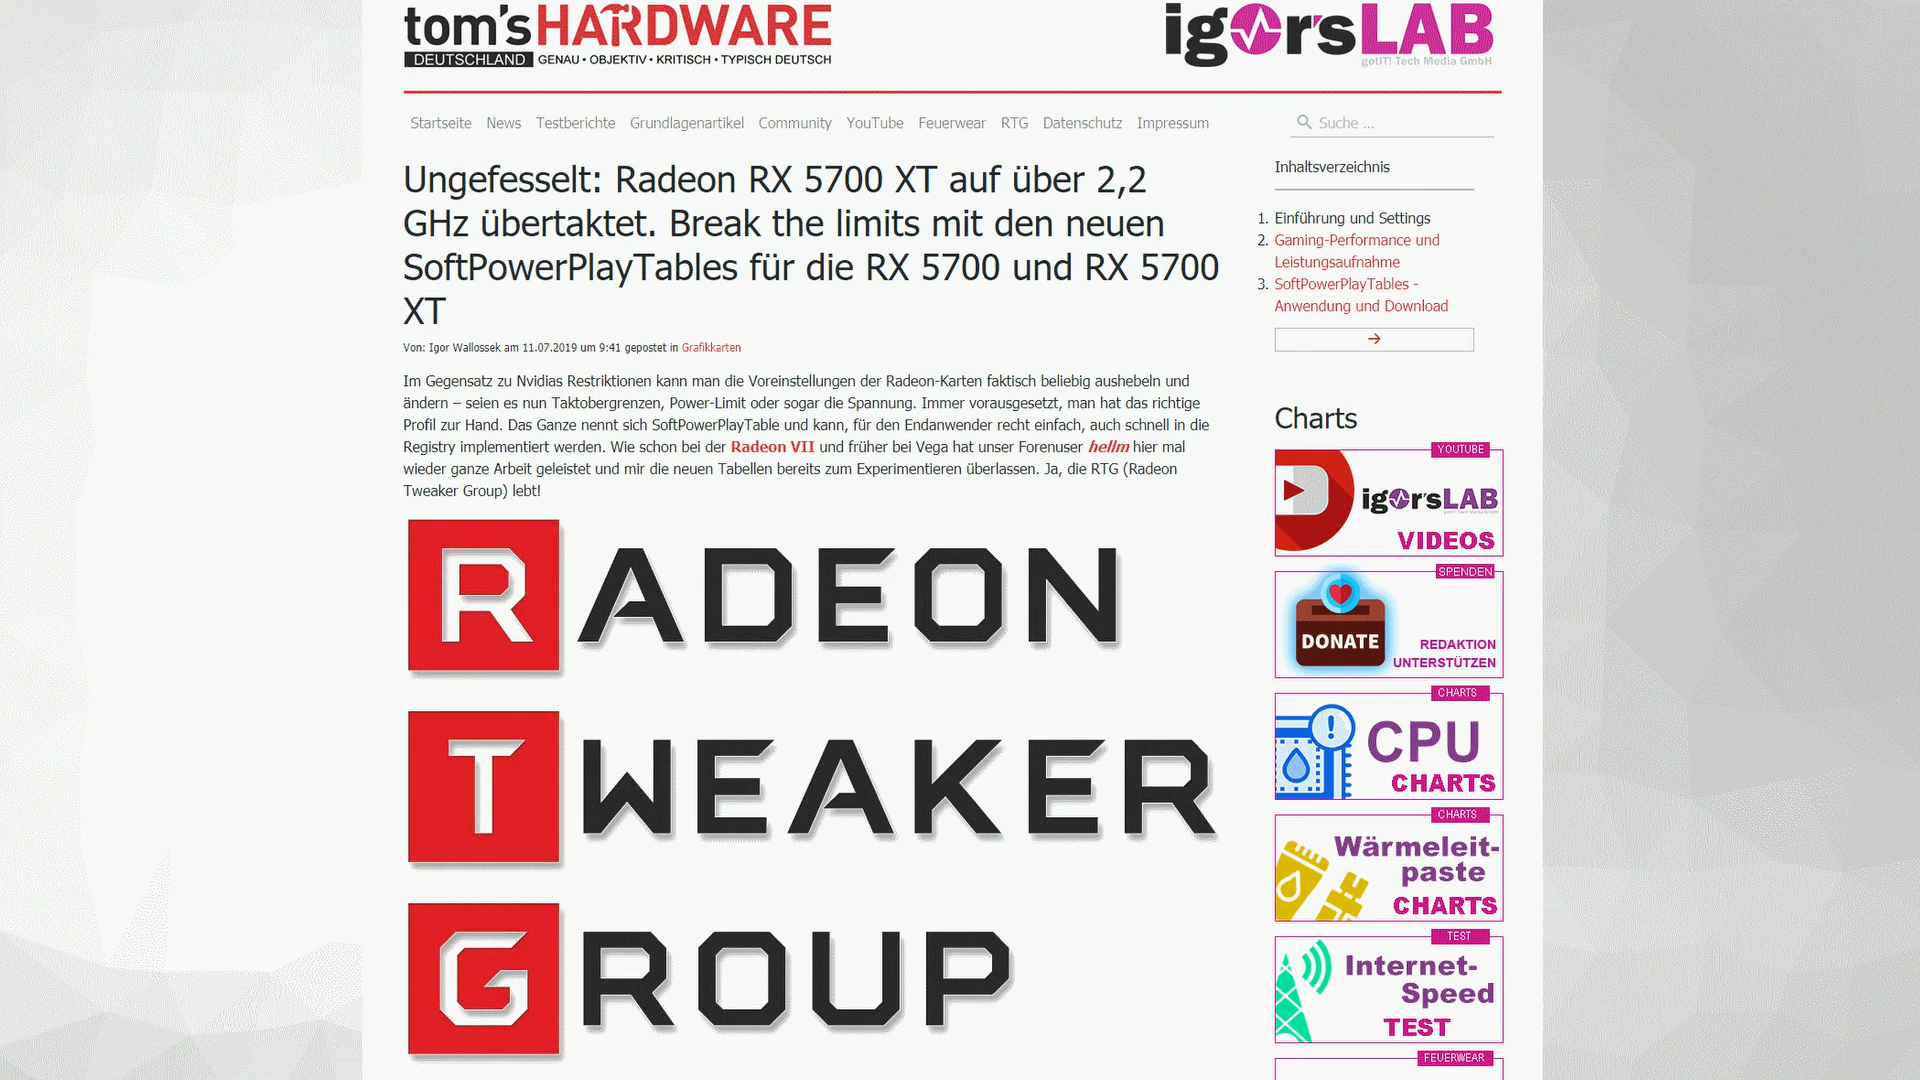 tom's HARDWARE
DEUTSCHLAND GENAU • OBJEKTIV • KRITISCH • TYPISCH DEUTSCH
igorsLAB
gotIT! Tech Media GmbH
Startseite News Testberichte Grundlagenartikel Community YouTube Feuerwear RTG Datenschutz Impressum
Suche ...
Ungefesselt: Radeon RX 5700 XT auf über 2,2
GHz übertaktet. Break the limits mit den neuen
SoftPowerPlayTables für die RX 5700 und RX 5700
XT
Von: Igor Wallossek am 11.07.2019 um 9:41 gepostet in Grafikkarten
Im Gegensatz zu Nvidias Restriktionen kann man die Voreinstellungen der Radeon-Karten faktisch beliebig aushebeln und
ändern – seien es nun Taktobergrenzen, Power-Limit oder sogar die Spannung. Immer vorausgesetzt, man hat das richtige
Profil zur Hand. Das Ganze nennt sich SoftPowerPlayTable und kann, für den Endanwender recht einfach, auch schnell in die
Registry implementiert werden. Wie schon bei der Radeon VII und früher bei Vega hat unser Forenuser hellm hier mal
wieder ganze Arbeit geleistet und mir die neuen Tabellen bereits zum Experimentieren überlassen. Ja, die RTG (Radeon
Tweaker Group) lebt!
RADEON
TWEAKER
GROUP
Inhaltsverzeichnis
1. Einführung und Settings
2. Gaming-Performance und
Leistungsaufnahme
3. SoftPowerPlayTables -
Anwendung und Download
→
Charts
YOUTUBE
igorsLAB
VIDEOS
SPENDEN
DONATE
REDAKTION
UNTERSTÜTZEN
CHARTS
CPU
CHARTS
CHARTS
Wärmeleit-
paste
CHARTS
TEST
Internet-
Speed
TEST
FEUERWEAR